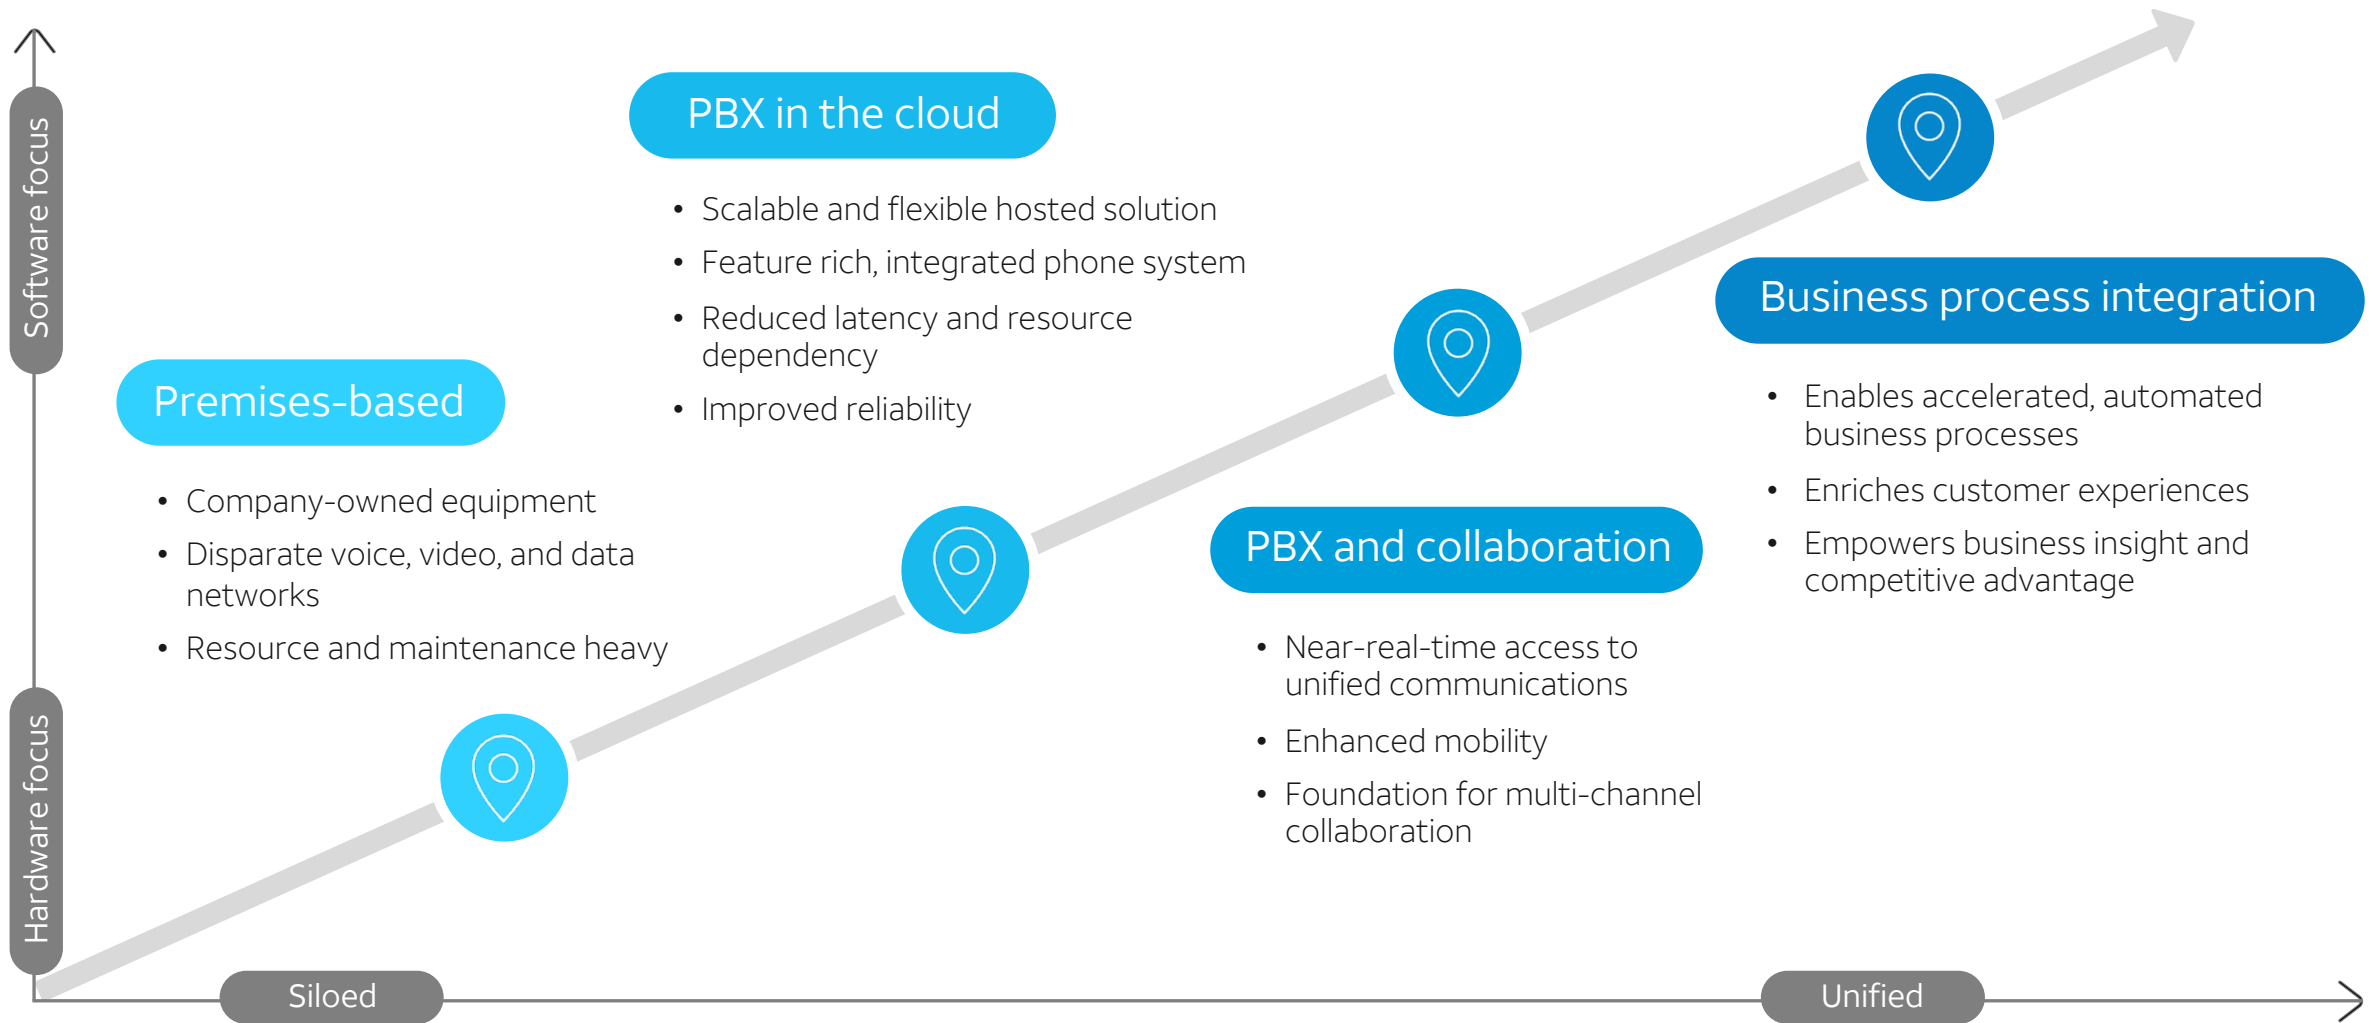 Software focus
Hardware focus
Premises-based
• Company-owned equipment
• Disparate voice, video, and data
networks
• Resource and maintenance heavy
PBX in the cloud
• Scalable and flexible hosted solution
• Feature rich, integrated phone system
• Reduced latency and resource
dependency
• Improved reliability
PBX and collaboration
• Near-real-time access to
unified communications
• Enhanced mobility
• Foundation for multi-channel
collaboration
Business process integration
• Enables accelerated, automated
business processes
• Enriches customer experiences
• Empowers business insight and
competitive advantage
Siloed
Unified